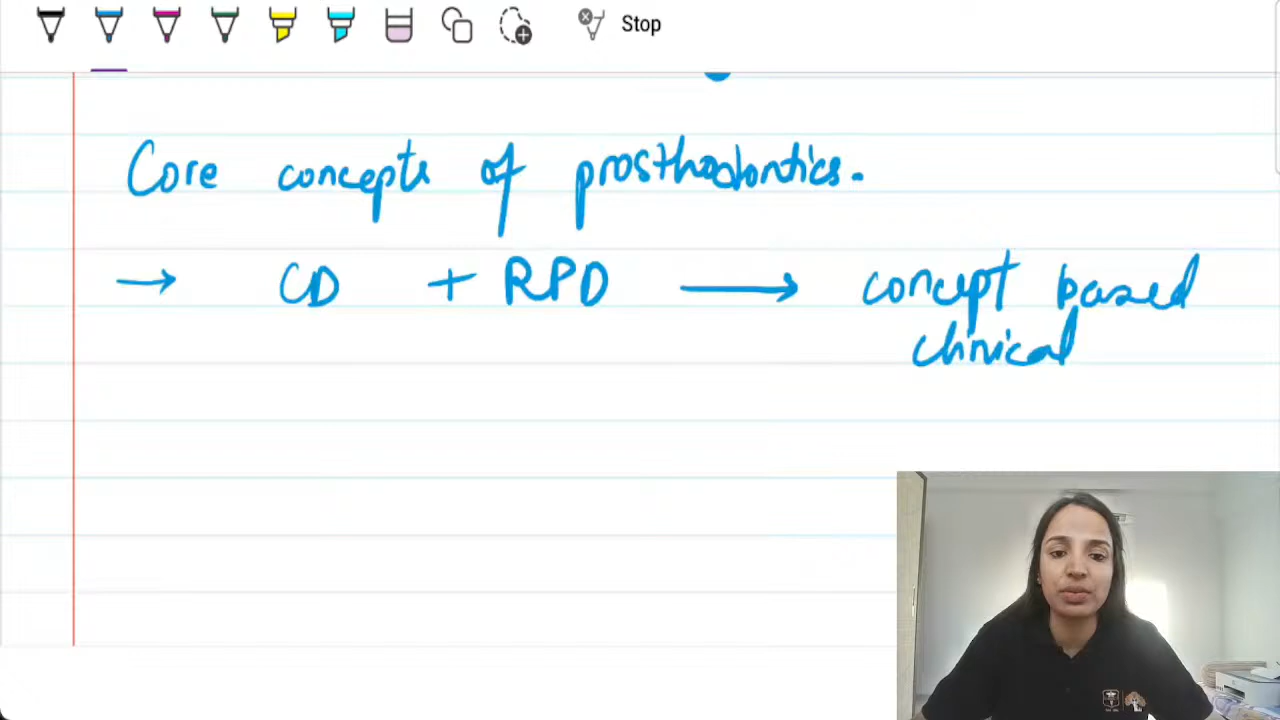 Stop
Core concepts of prosthodontics.
→ CD + RPD → concept based
clinical